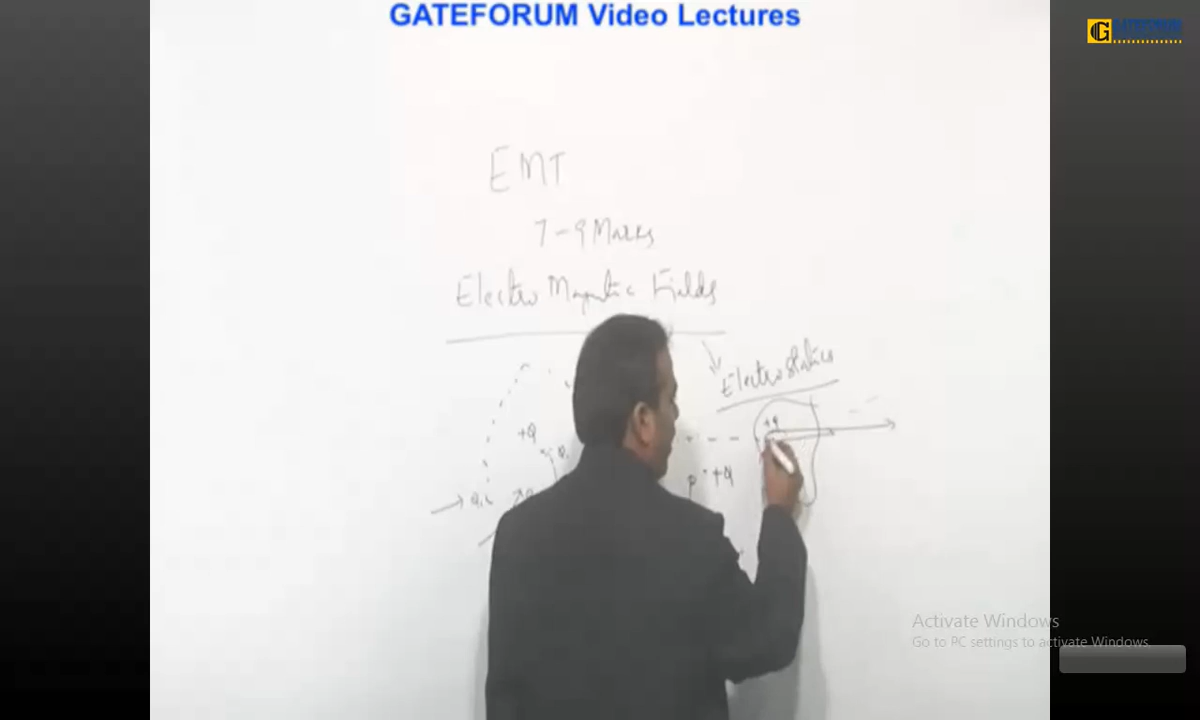 GATEFORUM Video Lectures
G GATEFORUM
EMT
7-9 Marks
Electro Magnetic Fields
Electrostatics
+q
+Q
P +Q
Activate Windows
Go to PC settings to activate Windows.